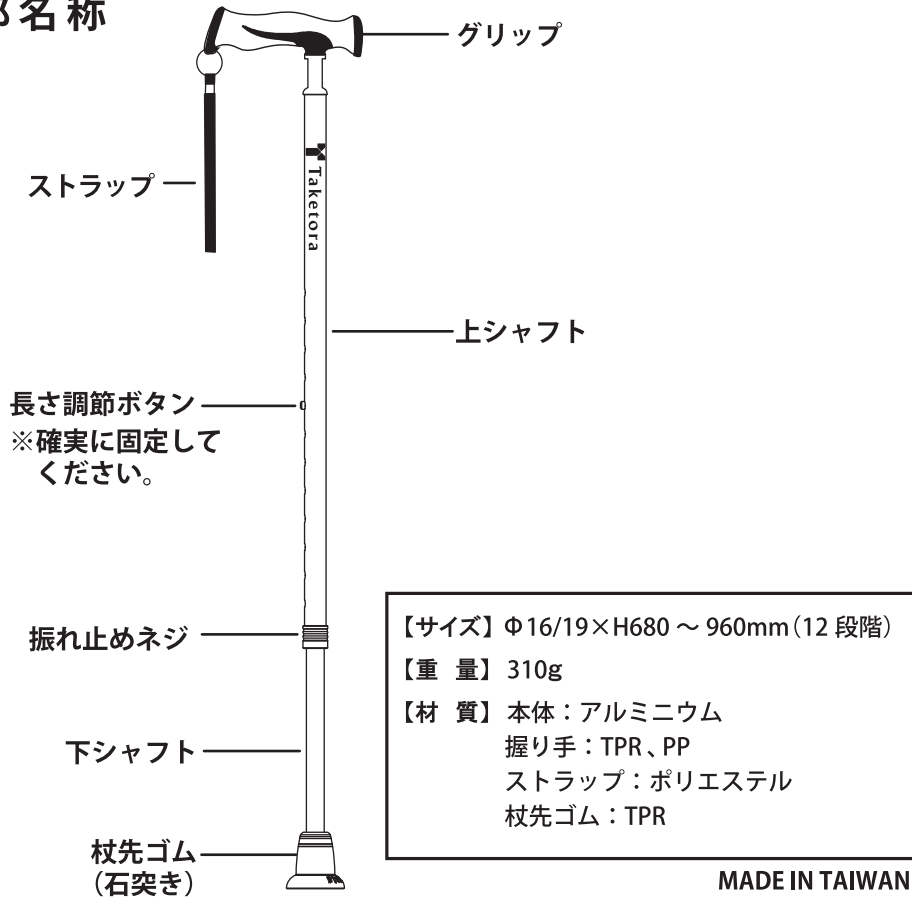 名称
グリップ
ストラップ
Taketora
上シャフト
長さ調節ボタン
※確実に固定して
ください。
振れ止めネジ
下シャフト
杖先ゴム
（石突き）
【サイズ】Φ16/19×H680 ～ 960mm（12 段階）
【重 量】310g
【材 質】本体：アルミニウム
握り手：TPR、PP
ストラップ：ポリエステル
杖先ゴム：TPR
MADE IN TAIWAN